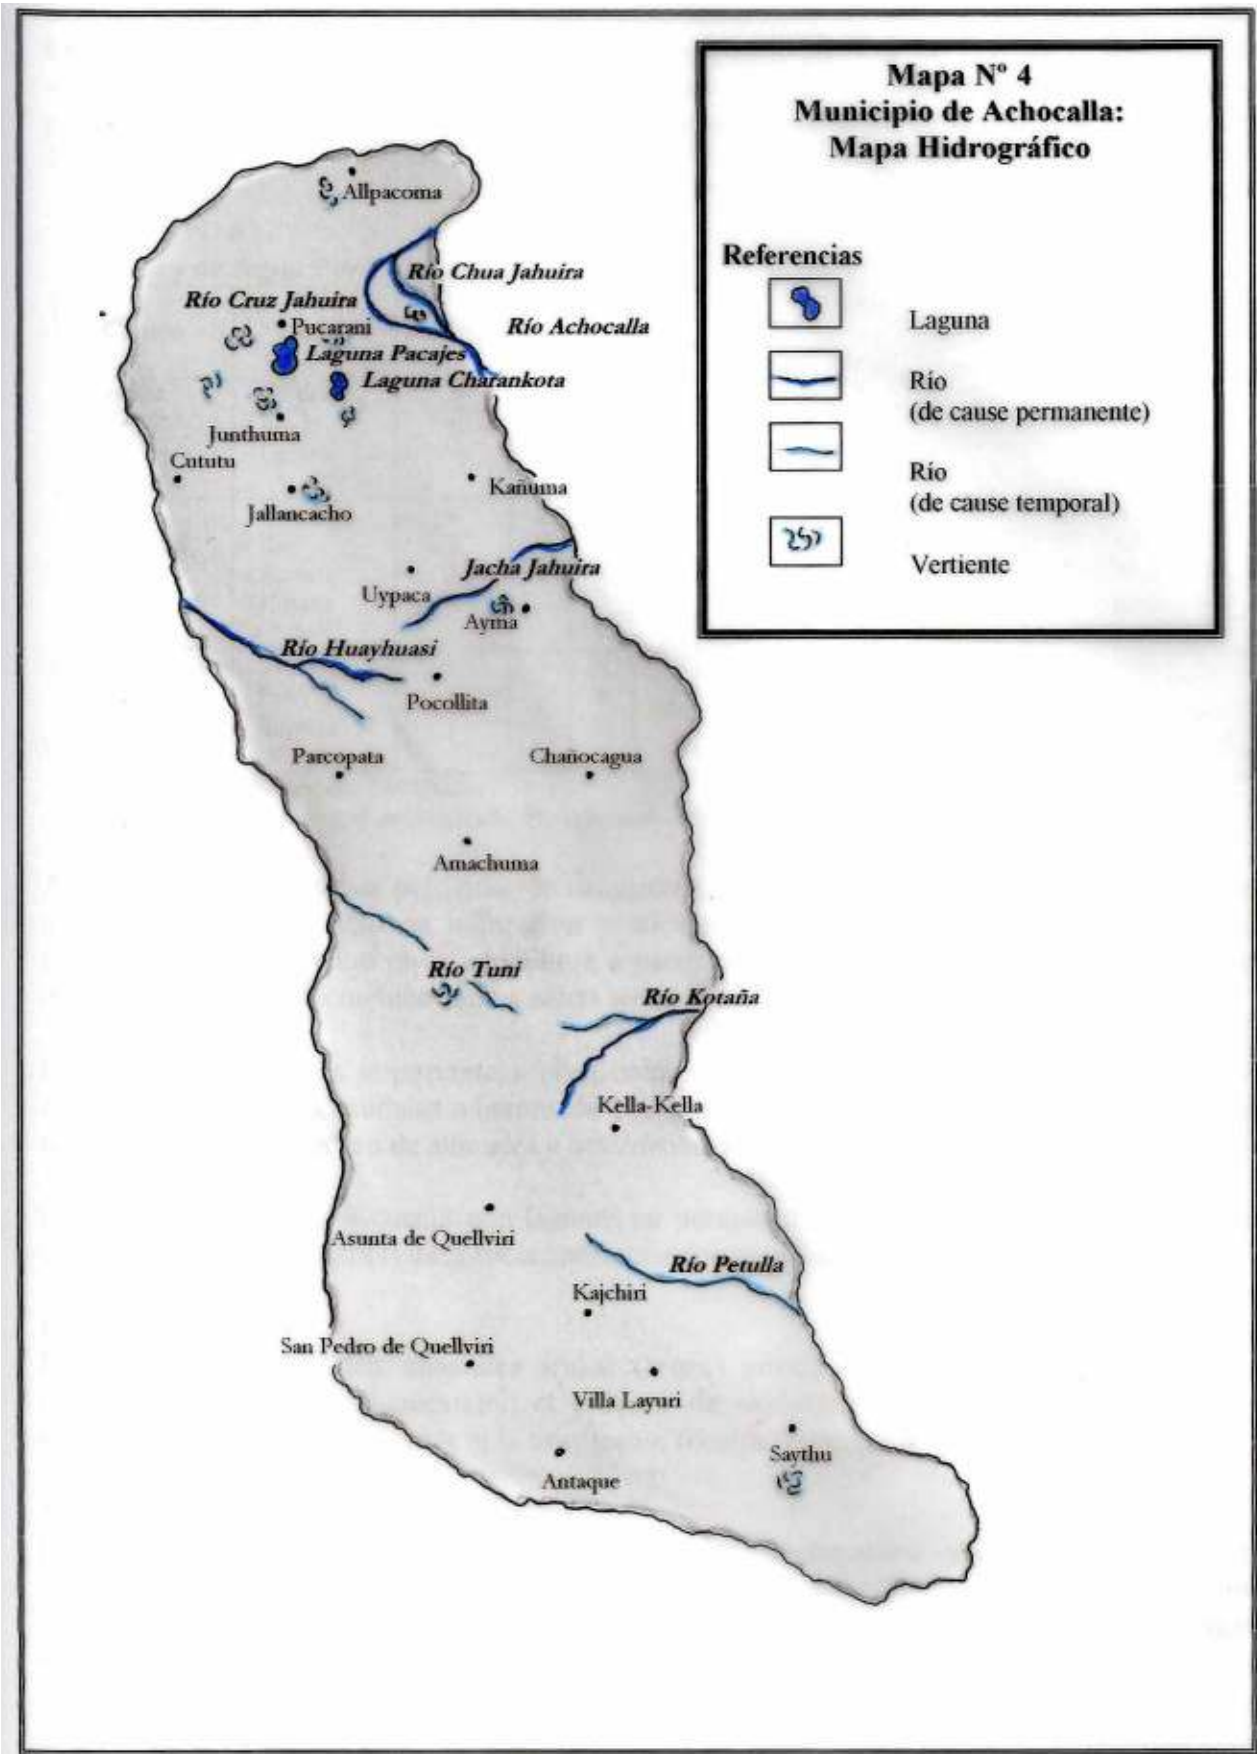 Mapa Nº 4
Municipio de Achocalla:
Mapa Hidrográfico
Referencias
Laguna
Río
(de cause permanente)
Río
(de cause temporal)
Vertiente
Allpacoma
Río Chua Jahuira
Río Cruz Jahuira
Pucarani
Río Achocalla
Laguna Pacajes
Laguna Charankota
Junthuma
Cututu
Kañuma
Jallancacho
Jacha Jahuira
Uypaca
Ayma
Río Huayhuasi
Pocollita
Parcopata
Chañocagua
Amachuma
Río Tuni
Río Kotaña
Kella-Kella
Asunta de Quellviri
Río Petulla
Kajchiri
San Pedro de Quellviri
Villa Layuri
Saythu
Antaque